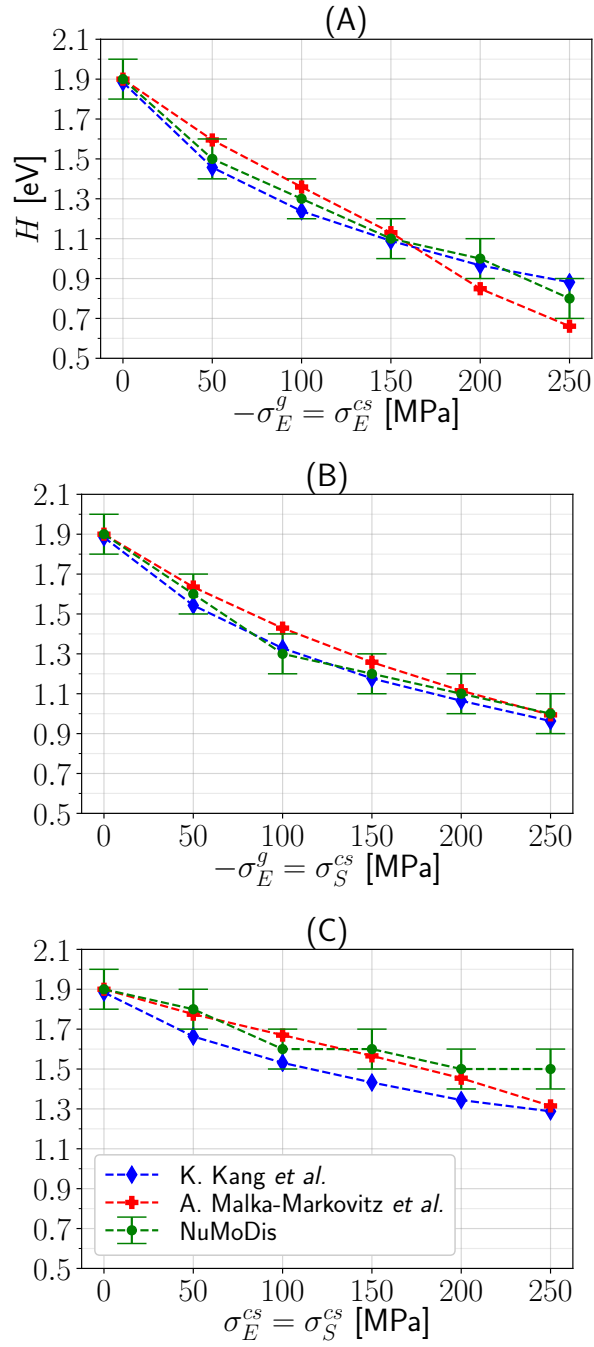 (A)
2.1
1.9
1.7
1.5
1.3
1.1
0.9
0.7
0.5
H [eV]
0 50 100 150 200 250
−σ_E^g = σ_E^{cs} [MPa]
(B)
2.1
1.9
1.7
1.5
1.3
1.1
0.9
0.7
0.5
0 50 100 150 200 250
−σ_E^g = σ_S^{cs} [MPa]
(C)
2.1
1.9
1.7
1.5
1.3
1.1
0.9
0.7
0.5
K. Kang et al.
A. Malka-Markovitz et al.
NuMoDis
0 50 100 150 200 250
σ_E^{cs} = σ_S^{cs} [MPa]